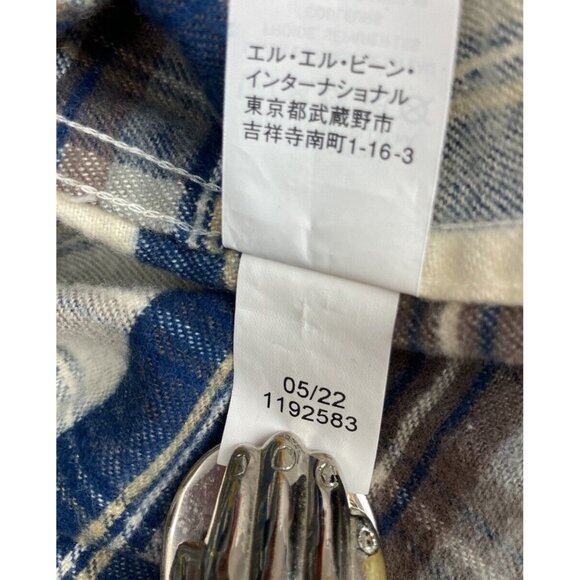 エル・エル・ビーン・
インターナショナル
東京都武蔵野市
吉祥寺南町1-16-3
05/22
1192583